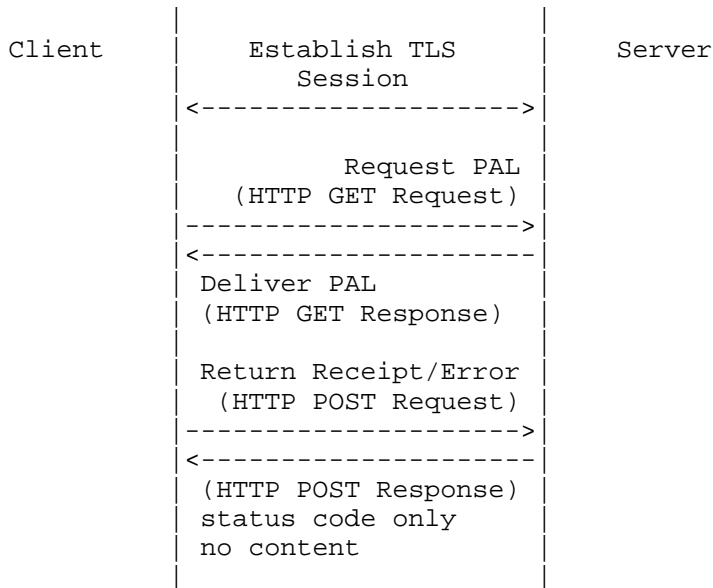 Client Establish TLS Server
Session
Request PAL
(HTTP GET Request)
Deliver PAL
(HTTP GET Response)
Return Receipt/Error
(HTTP POST Request)
(HTTP POST Response)
status code only
no content